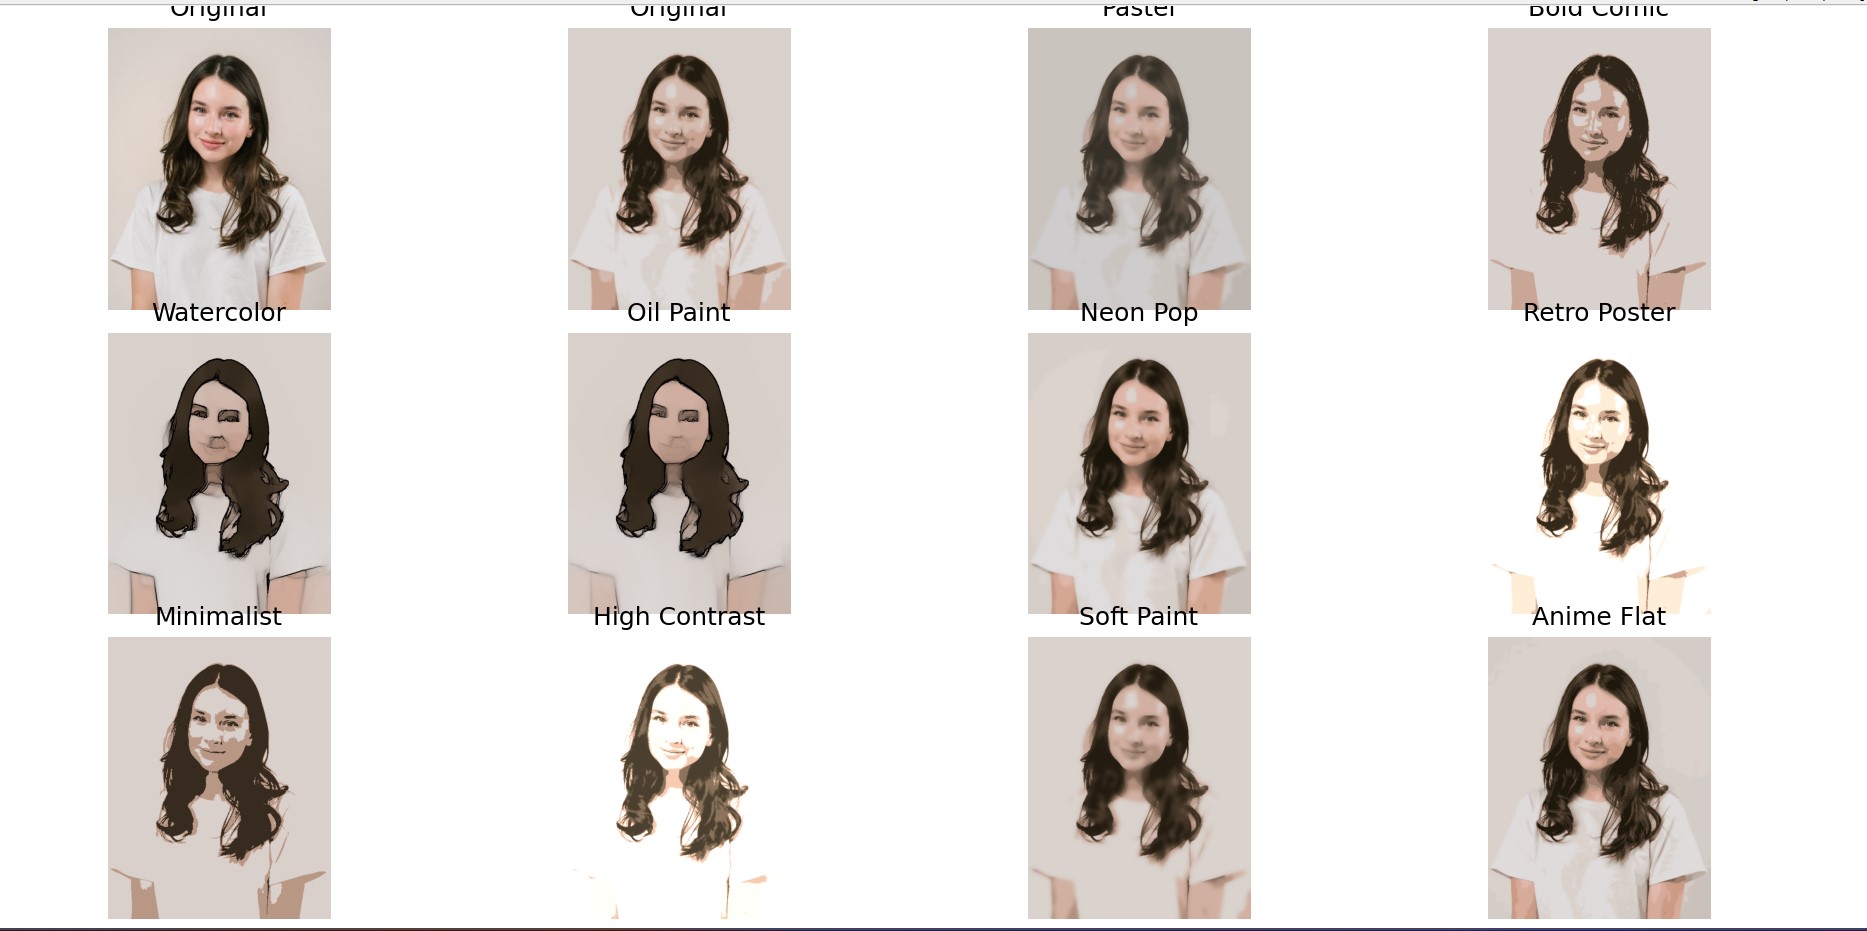 Original
Original
Pastel
Bold Comic
Watercolor
Oil Paint
Neon Pop
Retro Poster
Minimalist
High Contrast
Soft Paint
Anime Flat